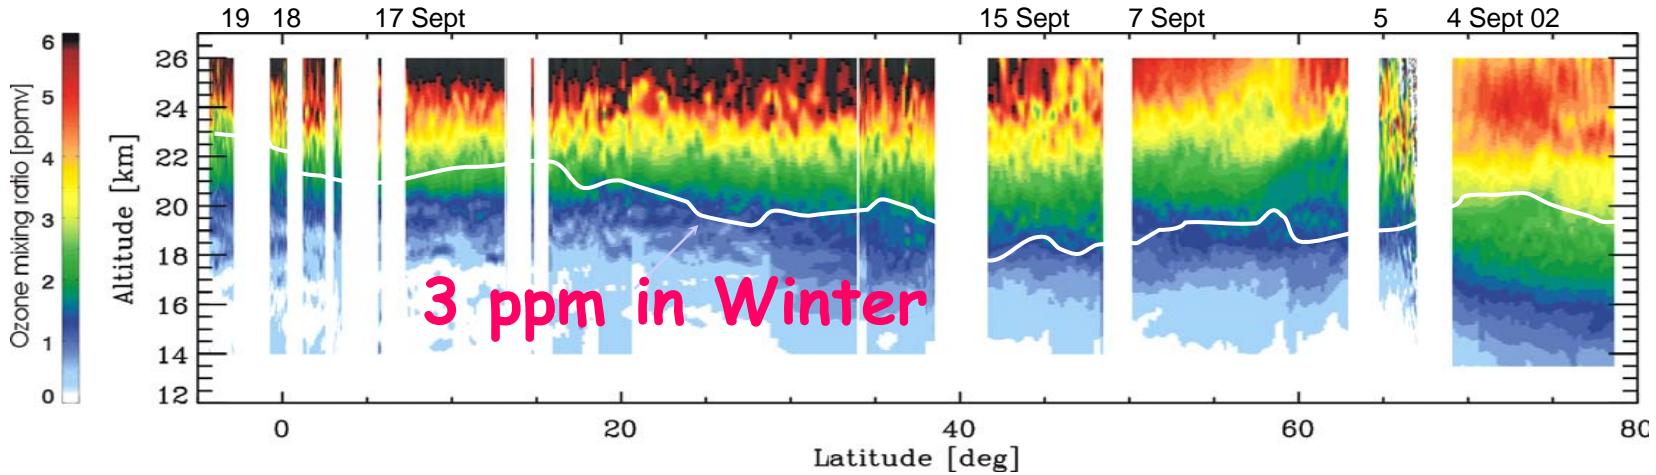 19 18 17 Sept 15 Sept 7 Sept 5 4 Sept 02
Ozone mixing ratio [ppmv]
6
5
4
3
2
1
0
Altitude [km]
26
24
22
20
18
16
14
12
3 ppm in Winter
0 20 40 60 80
Latitude [deg]